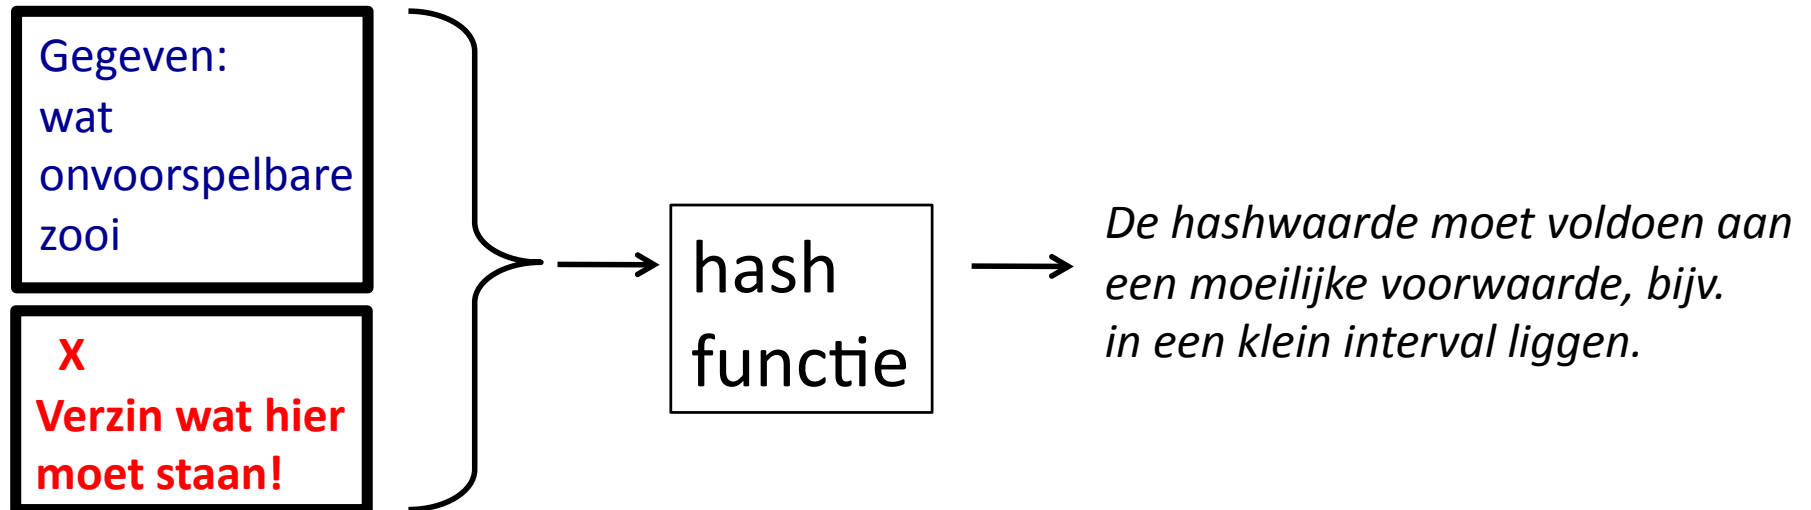 Gegeven:
wat
onvoorspelbare
zooi
X
Verzin wat hier
moet staan!
hash
functie
De hashwaarde moet voldoen aan
een moeilijke voorwaarde, bijv.
in een klein interval liggen.